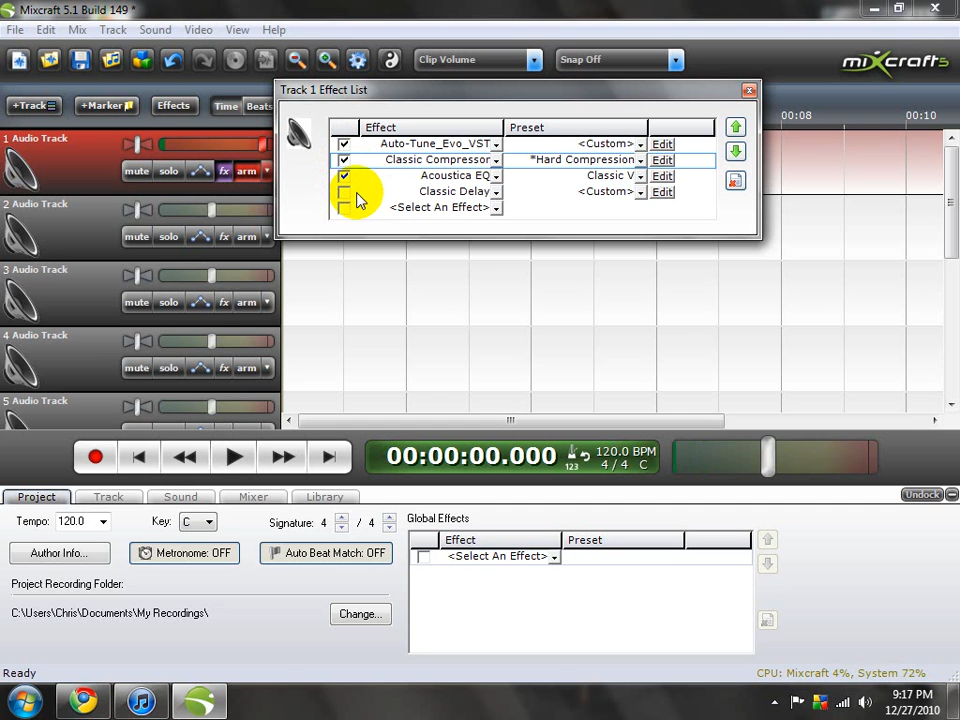 Mixcraft 5.1 Build 149 *
File Edit Mix Track Sound Video View Help
Clip Volume Snap Off mixcraft5
+Track +Marker Effects Time Beats 00:08 00:10
Track 1 Effect List
Effect Preset
Auto-Tune_Evo_VST <Custom> Edit
Classic Compressor *Hard Compression Edit
Acoustica EQ Classic V Edit
Classic Delay <Custom> Edit
<Select An Effect>
1 Audio Track
mute solo fx arm
2 Audio Track
mute solo fx arm
3 Audio Track
mute solo fx arm
4 Audio Track
mute solo fx arm
5 Audio Track
00:00:00.000 123 120.0 BPM
4 / 4 C
Project Track Sound Mixer Library Undock
Tempo: 120.0 Key: C Signature: 4 / 4
Author Info... Metronome: OFF Auto Beat Match: OFF
Project Recording Folder:
C:\Users\Chris\Documents\My Recordings\ Change...
Global Effects
Effect Preset
<Select An Effect>
Ready CPU: Mixcraft 4%, System 72%
9:17 PM
12/27/2010